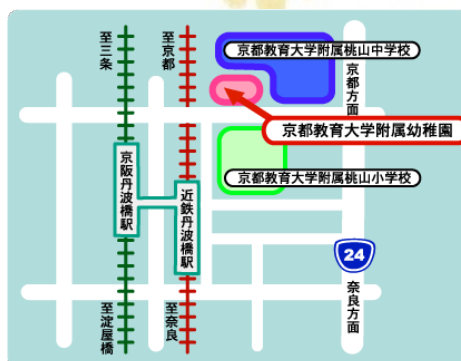 至三条
至京都
京都教育大学附属桃山中学校
京都方面
京都教育大学附属幼稚園
京都教育大学附属桃山小学校
京阪丹波橋駅
近鉄丹波橋駅
24
奈良方面
至淀屋橋
至奈良